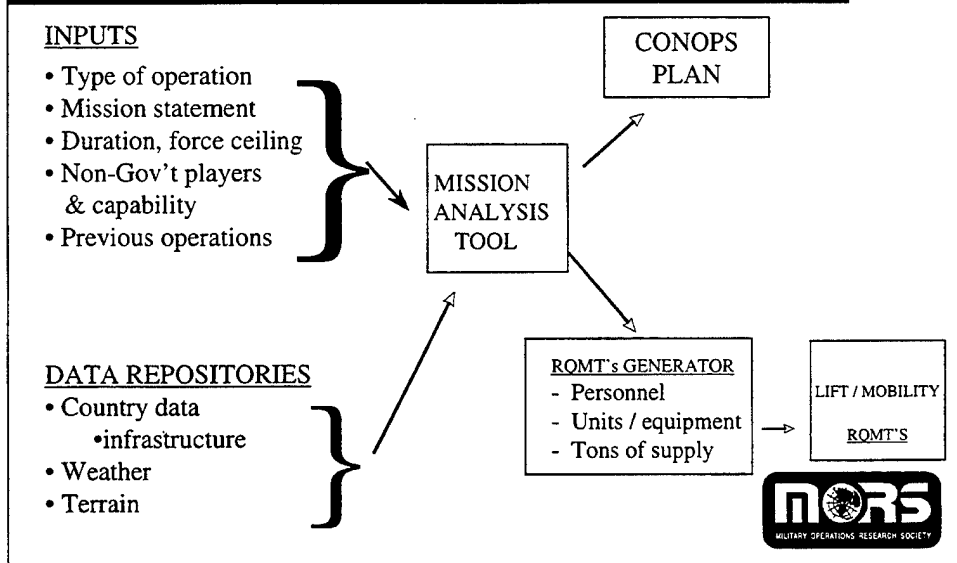 INPUTS
• Type of operation
• Mission statement
• Duration, force ceiling
• Non-Gov't players
& capability
• Previous operations
DATA REPOSITORIES
• Country data
•infrastructure
• Weather
• Terrain
MISSION
ANALYSIS
TOOL
CONOPS
PLAN
RQMT's GENERATOR
- Personnel
- Units / equipment
- Tons of supply
LIFT / MOBILITY
RQMT'S
MORS
MILITARY OPERATIONS RESEARCH SOCIETY